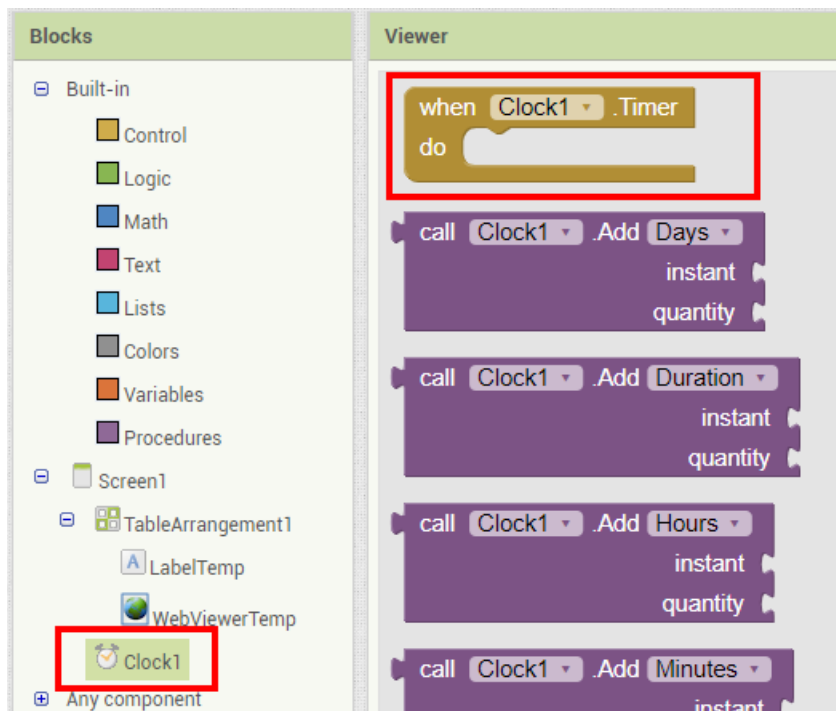 Blocks
Built-in
Control
Logic
Math
Text
Lists
Colors
Variables
Procedures
Screen1
TableArrangement1
LabelTemp
WebViewerTemp
Clock1
Any component
Viewer
when Clock1 .Timer
do
call Clock1 .Add Days
instant
quantity
call Clock1 .Add Duration
instant
quantity
call Clock1 .Add Hours
instant
quantity
call Clock1 .Add Minutes
instant